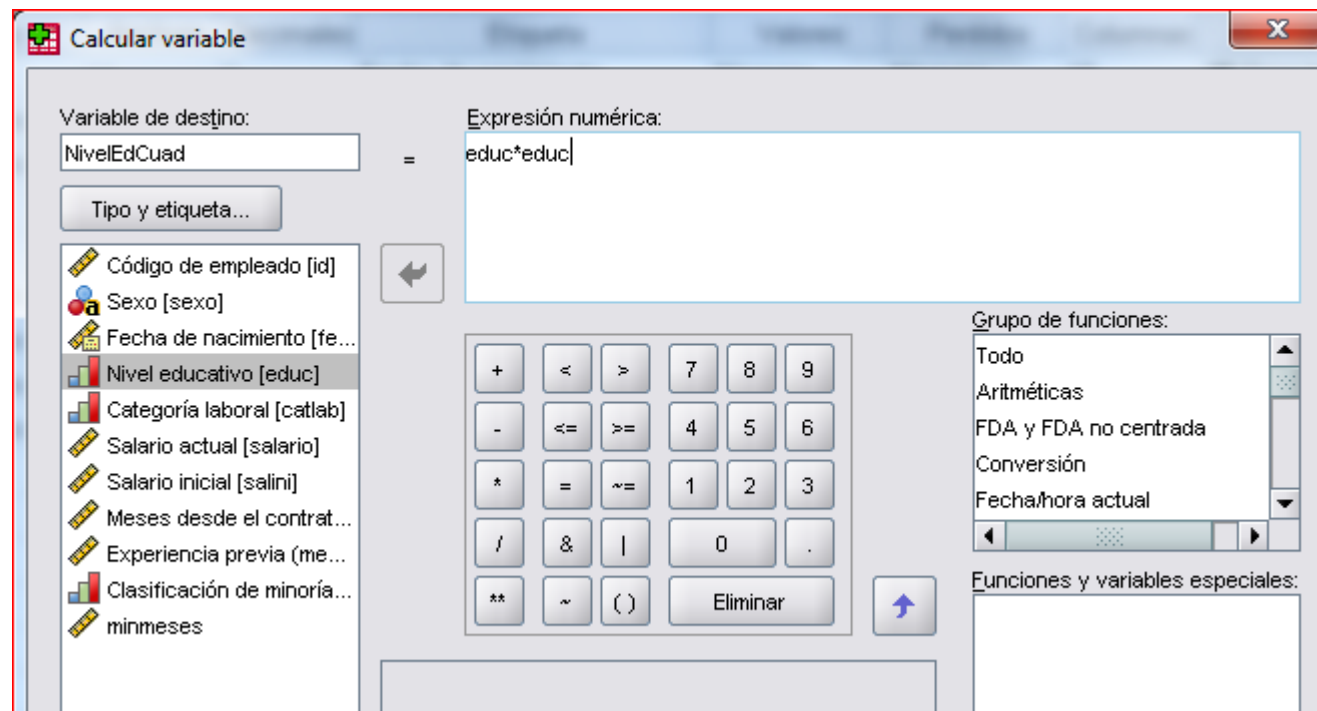 Calcular variable
Variable de destino:
NivelEdCuad
=
Expresión numérica:
educ*educ
Tipo y etiqueta...
Código de empleado [id]
Sexo [sexo]
Fecha de nacimiento [fe...
Nivel educativo [educ]
Categoría laboral [catlab]
Salario actual [salario]
Salario inicial [salini]
Meses desde el contrat...
Experiencia previa (me...
Clasificación de minoría...
minmeses
+ < > 7 8 9
- <= >= 4 5 6
* = ~= 1 2 3
/ & | 0 .
** ~ ( ) Eliminar
Grupo de funciones:
Todo
Aritméticas
FDA y FDA no centrada
Conversión
Fecha/hora actual
Funciones y variables especiales: